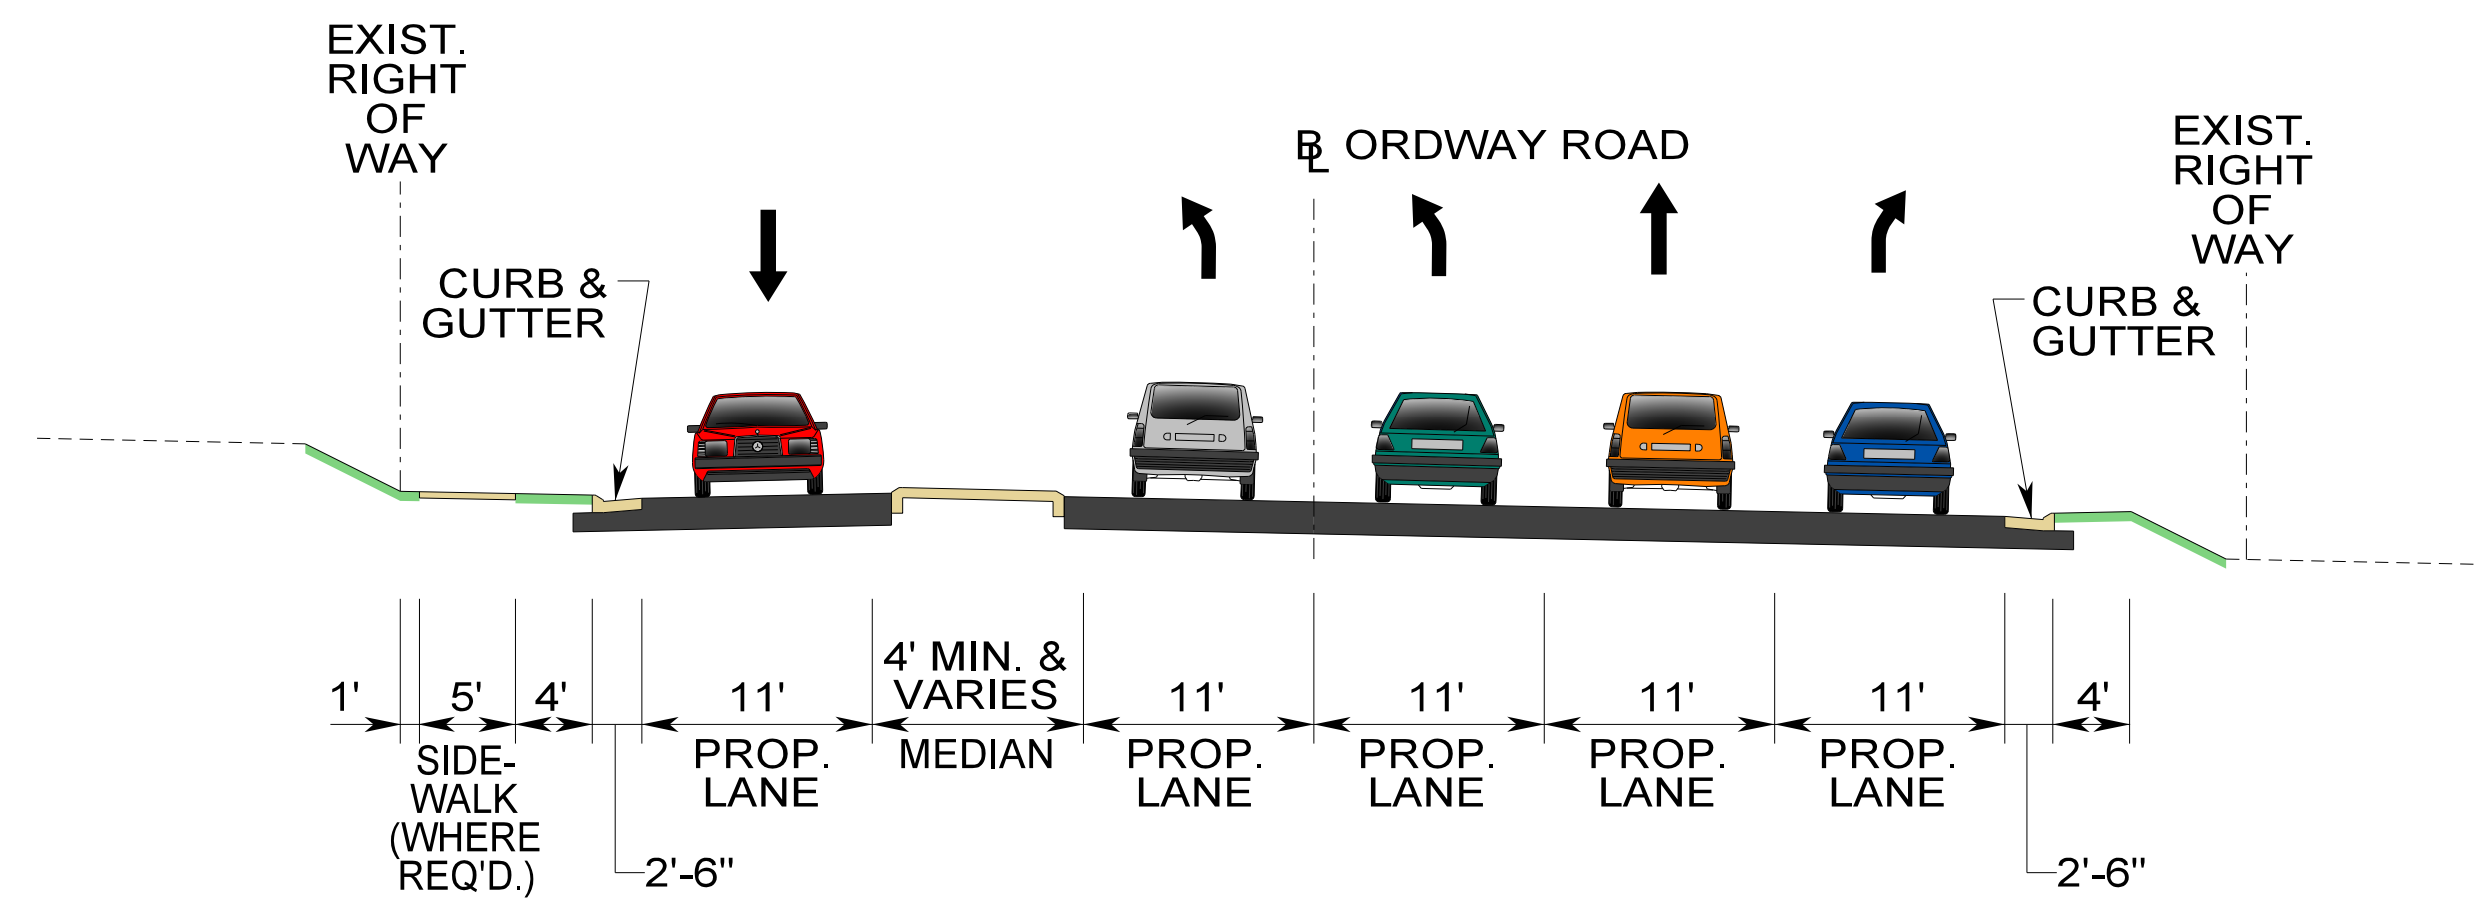 EXIST.
RIGHT
OF
WAY
CURB &
GUTTER
BL ORDWAY ROAD
EXIST.
RIGHT
OF
WAY
CURB &
GUTTER
1'
5'
SIDE-
WALK
(WHERE
REQ'D.)
4'
2'-6"
11'
PROP.
LANE
4' MIN. &
VARIES
MEDIAN
11'
PROP.
LANE
11'
PROP.
LANE
11'
PROP.
LANE
11'
PROP.
LANE
2'-6"
4'